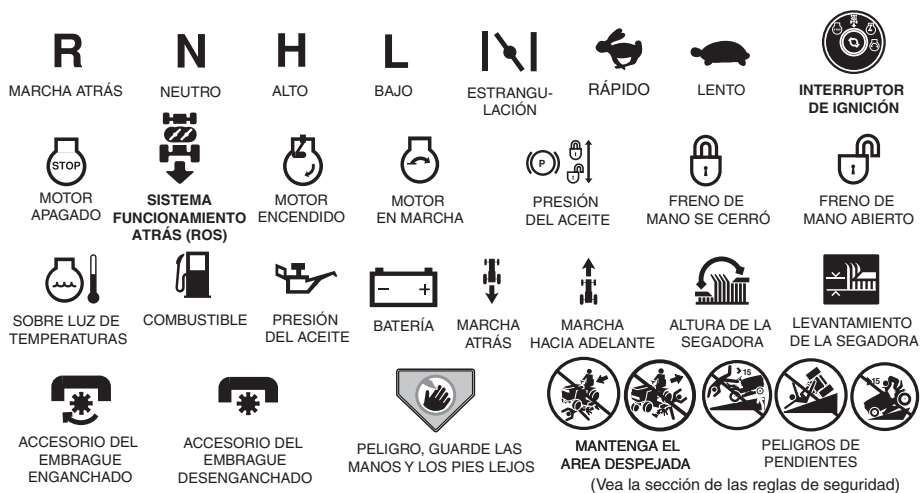 R N H L
MARCHA ATRÁS
NEUTRO
ALTO
BAJO
ESTRANGU-
LACIÓN
RÁPIDO
LENTO
INTERRUPTOR
DE IGNICIÓN
STOP
MOTOR
APAGADO
SISTEMA
FUNCIONAMIENTO
ATRÁS (ROS)
MOTOR
ENCENDIDO
MOTOR
EN MARCHA
P
PRESIÓN
DEL ACEITE
FRENO DE
MANO SE CERRÓ
FRENO DE
MANO ABIERTO
SOBRE LUZ DE
TEMPERATURAS
COMBUSTIBLE
PRESIÓN
DEL ACEITE
- +
BATERÍA
MARCHA
ATRÁS
MARCHA
HACIA ADELANTE
ALTURA DE LA
SEGADORA
LEVANTAMIENTO
DE LA SEGADORA
ACCESORIO DEL
EMBRAGUE
ENGANCHADO
ACCESORIO DEL
EMBRAGUE
DESENGANCHADO
PELIGRO, GUARDE LAS
MANOS Y LOS PIES LEJOS
MANTENGA EL
AREA DESPEJADA
15
15
PELIGROS DE
PENDIENTES
(Vea la sección de las reglas de seguridad)